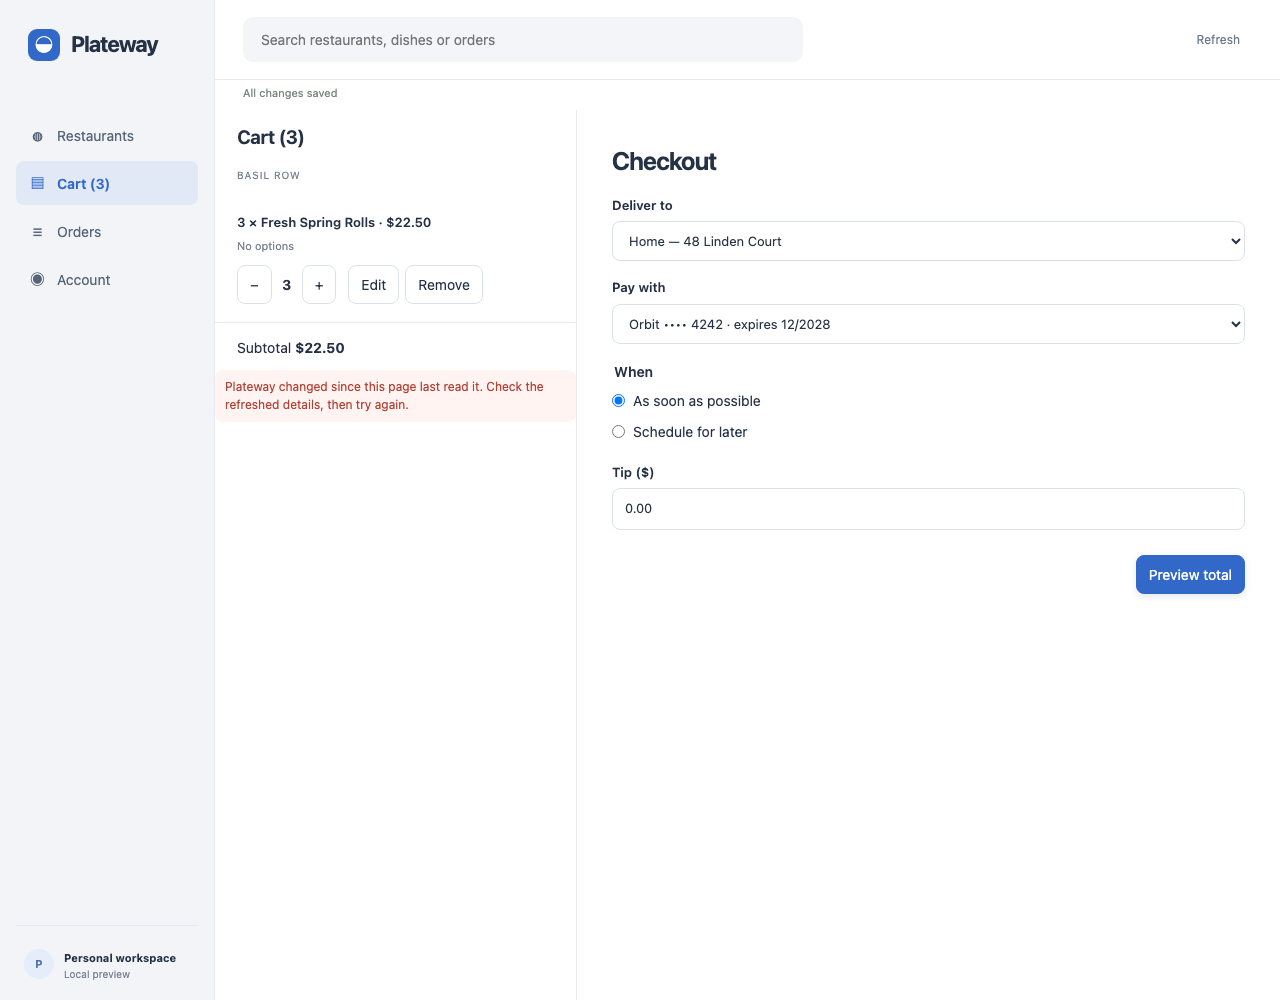 Plateway
Restaurants
Cart (3)
Orders
Account
Personal workspace
P
Local preview
Search restaurants, dishes or orders
Refresh
All changes saved
Cart (3)
BASIL ROW
3 × Fresh Spring Rolls · $22.50
No options
− 3 + Edit Remove
Subtotal $22.50
Plateway changed since this page last read it. Check the
refreshed details, then try again.
Checkout
Deliver to
Home — 48 Linden Court
Pay with
Orbit •••• 4242 · expires 12/2028
When
As soon as possible
Schedule for later
Tip ($)
0.00
Preview total